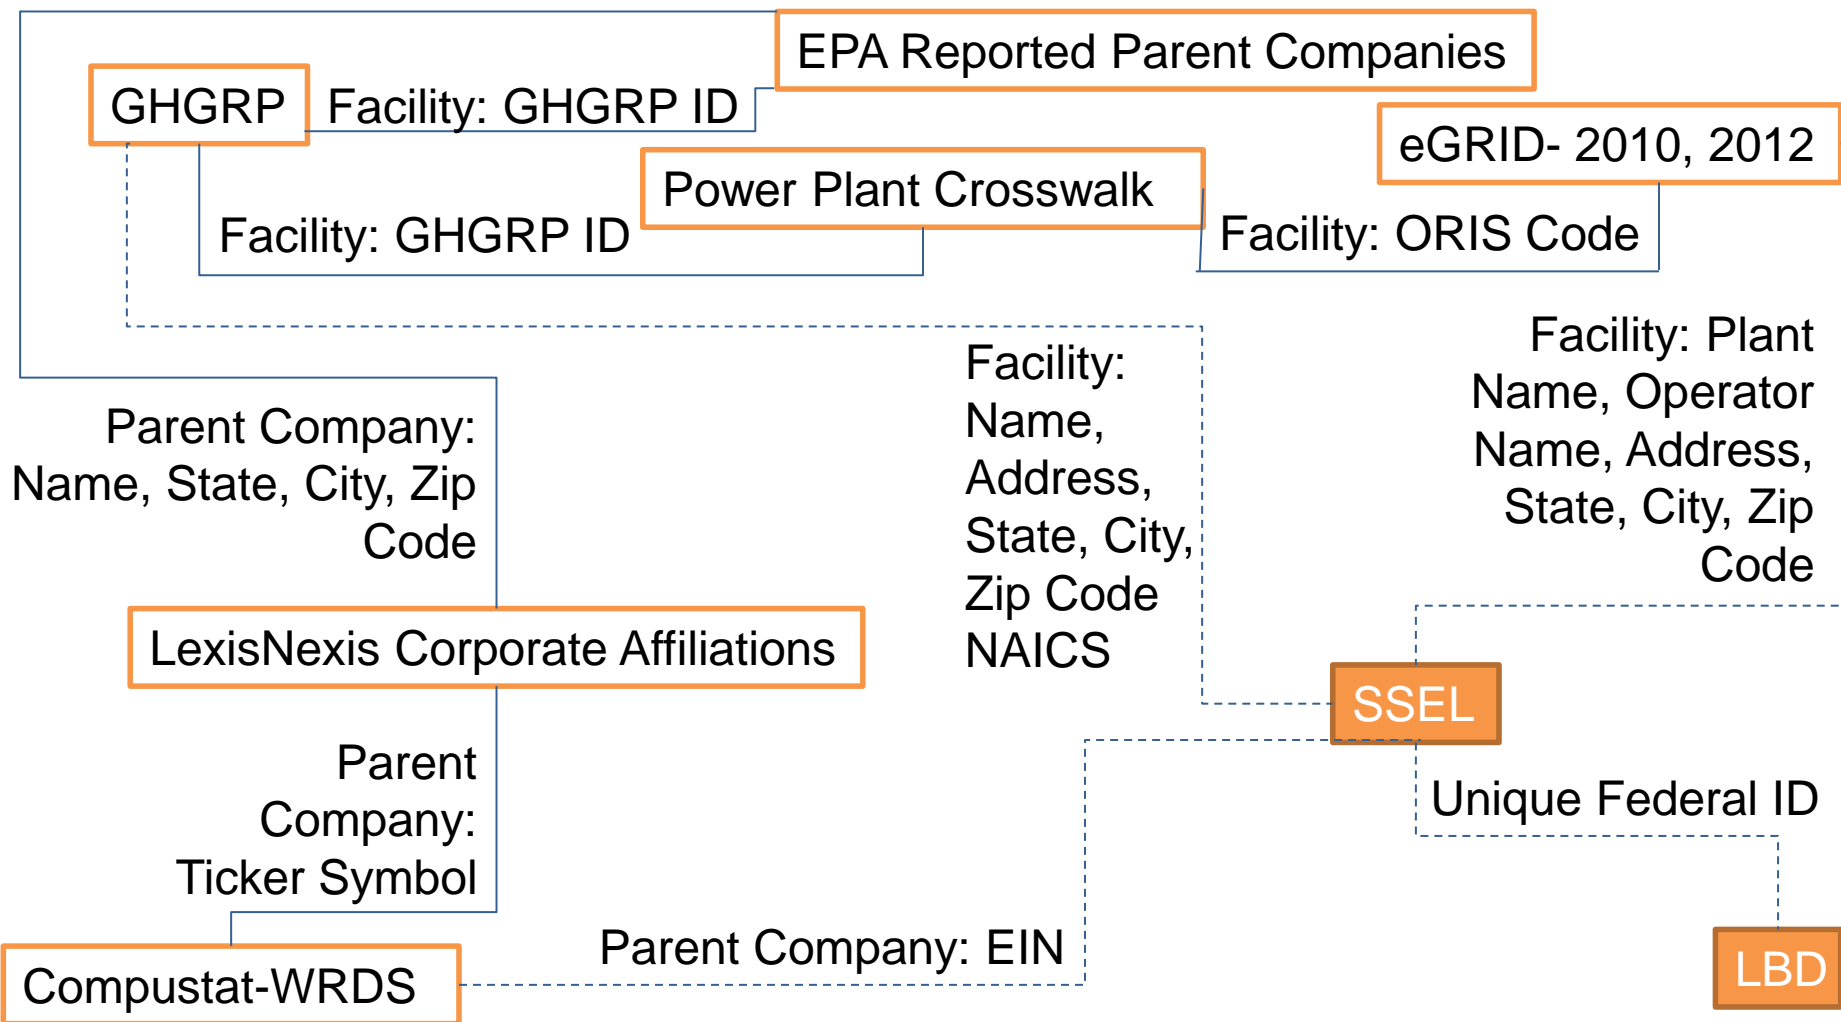 EPA Reported Parent Companies
GHGRP
Facility: GHGRP ID
eGRID- 2010, 2012
Power Plant Crosswalk
Facility: GHGRP ID
Facility: ORIS Code
Facility: Plant
Name, Operator
Name, Address,
State, City, Zip
Code
Facility:
Name,
Address,
State, City,
Zip Code
NAICS
Parent Company:
Name, State, City, Zip
Code
LexisNexis Corporate Affiliations
SSEL
Parent
Company:
Ticker Symbol
Unique Federal ID
Parent Company: EIN
Compustat-WRDS
LBD